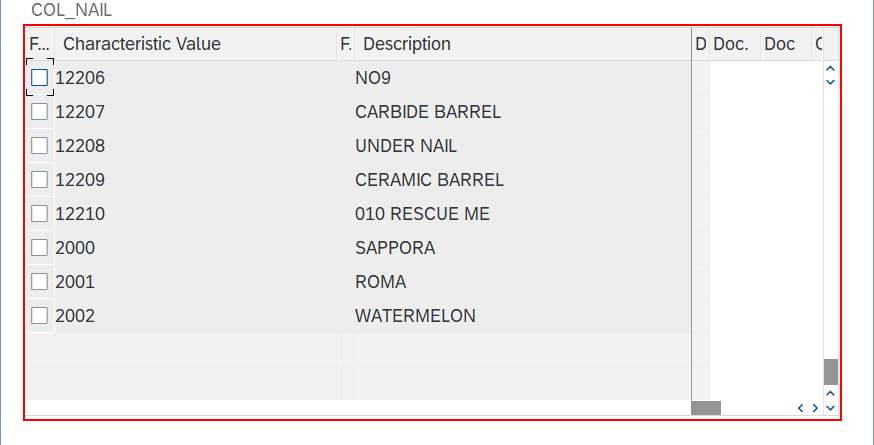 COL_NAIL
F... Characteristic Value F. Description D Doc. Doc
12206 NO9
12207 CARBIDE BARREL
12208 UNDER NAIL
12209 CERAMIC BARREL
12210 010 RESCUE ME
2000 SAPPORA
2001 ROMA
2002 WATERMELON